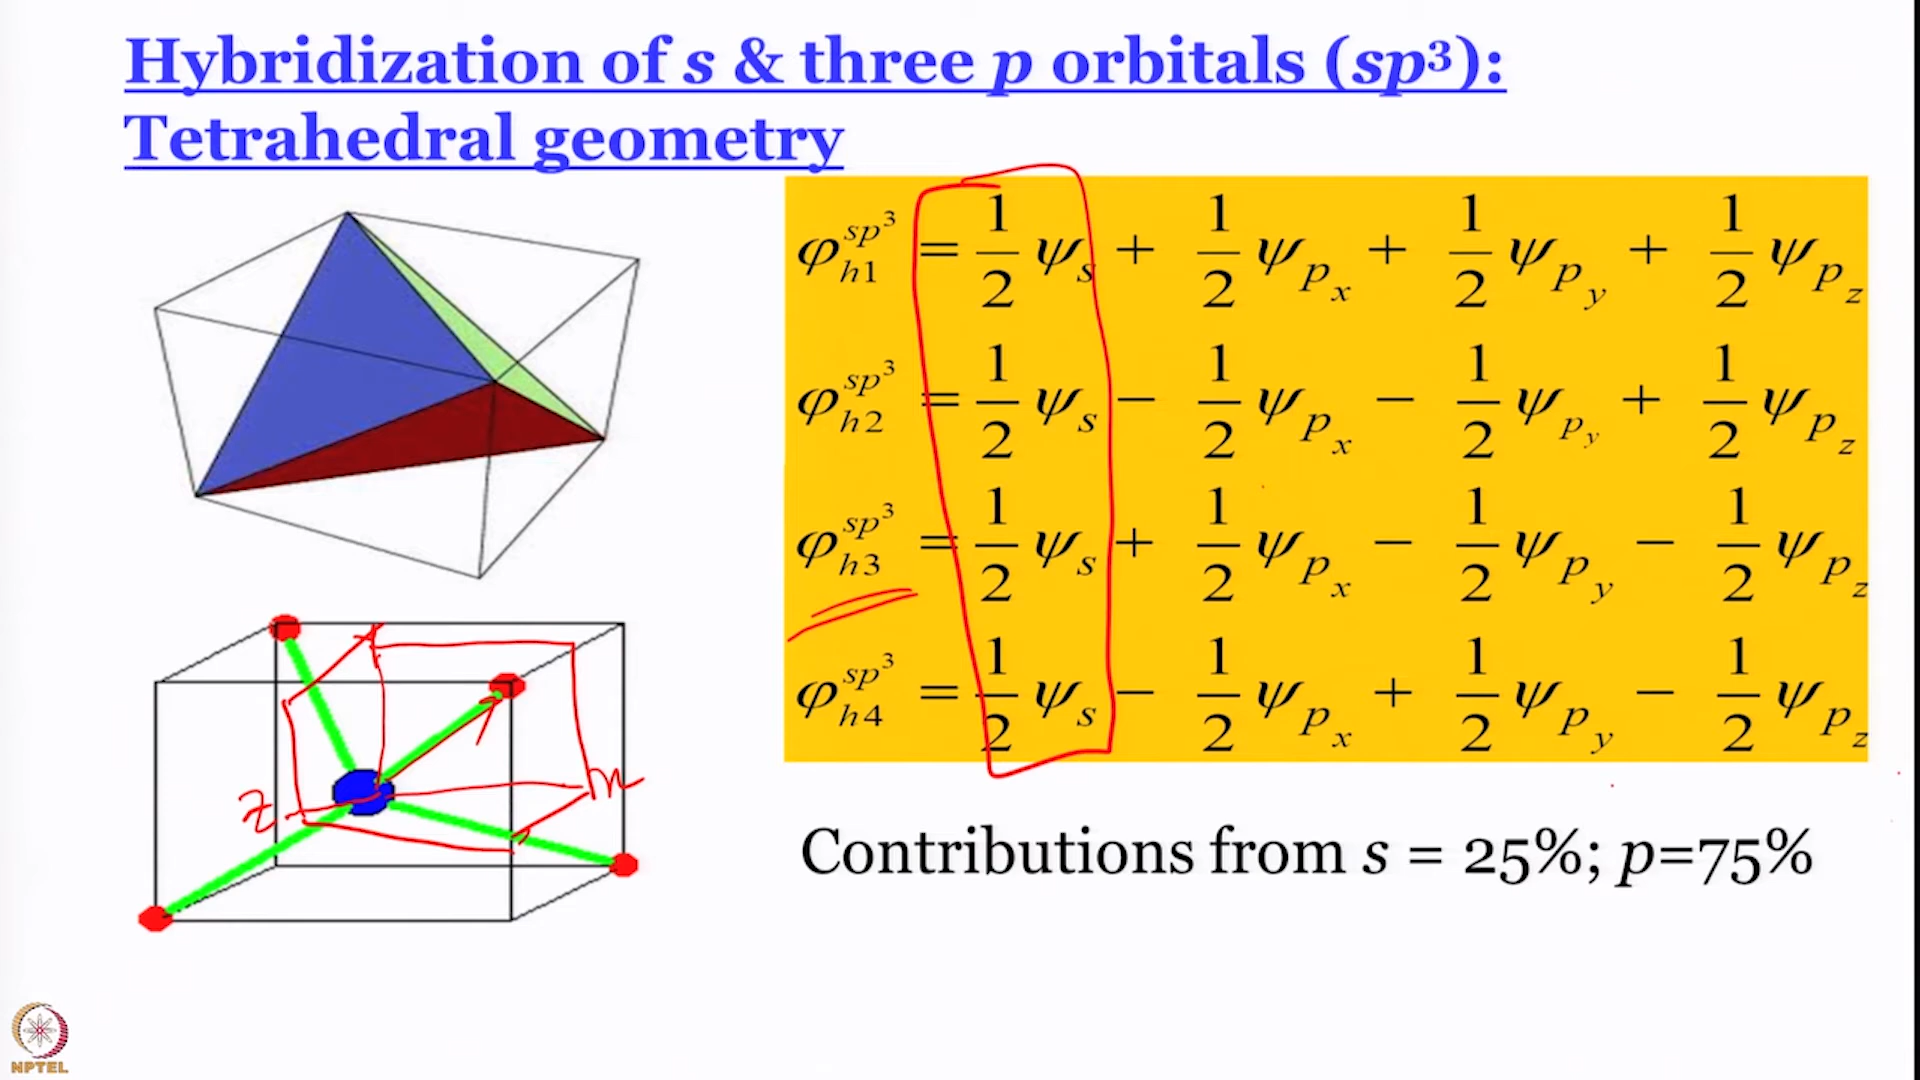 Hybridization of s & three p orbitals (sp³):
Tetrahedral geometry
φ_{h1}^{sp³} = 1/2 ψ_s + 1/2 ψ_{p_x} + 1/2 ψ_{p_y} + 1/2 ψ_{p_z}
φ_{h2}^{sp³} = 1/2 ψ_s − 1/2 ψ_{p_x} − 1/2 ψ_{p_y} + 1/2 ψ_{p_z}
φ_{h3}^{sp³} = 1/2 ψ_s + 1/2 ψ_{p_x} − 1/2 ψ_{p_y} − 1/2 ψ_{p_z}
φ_{h4}^{sp³} = 1/2 ψ_s − 1/2 ψ_{p_x} + 1/2 ψ_{p_y} − 1/2 ψ_{p_z}
z
Contributions from s = 25%; p=75%
NPTEL